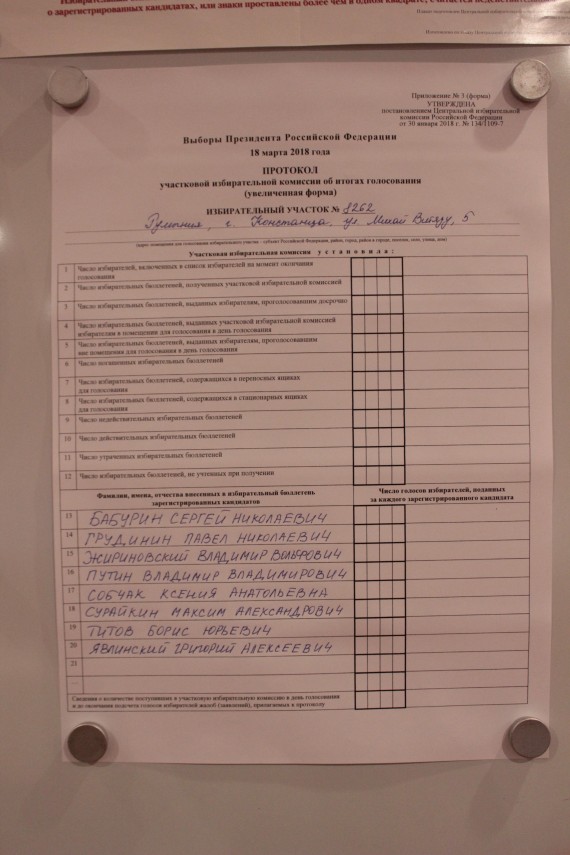 о зарегистрированных кандидатах, или знаки проставлены более чем в одном квадрате, считается
Приложение № 3 (форма)
УТВЕРЖДЕНА
постановлением Центральной избирательной
комиссии Российской Федерации
от 30 января 2018 г. № 134/1109-7
Выборы Президента Российской Федерации
18 марта 2018 года
ПРОТОКОЛ
участковой избирательной комиссии об итогах голосования
(увеличенная форма)
ИЗБИРАТЕЛЬНЫЙ УЧАСТОК № 8262
Румыния, г. Констанца, ул. Михай Витязу, 5
Участковая избирательная комиссия установила:
1 Число избирателей, включенных в список избирателей на момент окончания
голосования
2 Число избирательных бюллетеней, полученных участковой избирательной комиссией
3 Число избирательных бюллетеней, выданных избирателям, проголосовавшим досрочно
4 Число избирательных бюллетеней, выданных участковой избирательной комиссией
избирателям в помещении для голосования в день голосования
5 Число избирательных бюллетеней, выданных избирателям, проголосовавшим
вне помещения для голосования в день голосования
6 Число погашенных избирательных бюллетеней
7 Число избирательных бюллетеней, содержащихся в переносных ящиках
для голосования
8 Число избирательных бюллетеней, содержащихся в стационарных ящиках
для голосования
9 Число недействительных избирательных бюллетеней
10 Число действительных избирательных бюллетеней
11 Число утраченных избирательных бюллетеней
12 Число избирательных бюллетеней, не учтенных при получении
Фамилии, имена, отчества внесенных в избирательный бюллетень
зарегистрированных кандидатов
Число голосов избирателей, поданных
за каждого зарегистрированного кандидата
13 БАБУРИН СЕРГЕЙ НИКОЛАЕВИЧ
14 ГРУДИНИН ПАВЕЛ НИКОЛАЕВИЧ
15 ЖИРИНОВСКИЙ ВЛАДИМИР ВОЛЬФОВИЧ
16 ПУТИН ВЛАДИМИР ВЛАДИМИРОВИЧ
17 СОБЧАК КСЕНИЯ АНАТОЛЬЕВНА
18 СУРАЙКИН МАКСИМ АЛЕКСАНДРОВИЧ
19 ТИТОВ БОРИС ЮРЬЕВИЧ
20 ЯВЛИНСКИЙ ГРИГОРИЙ АЛЕКСЕЕВИЧ
21
...
Сведения о количестве поступивших в участковую избирательную комиссию в день голосования
и до окончания подсчета голосов избирателей жалоб (заявлений), прилагаемых к протоколу